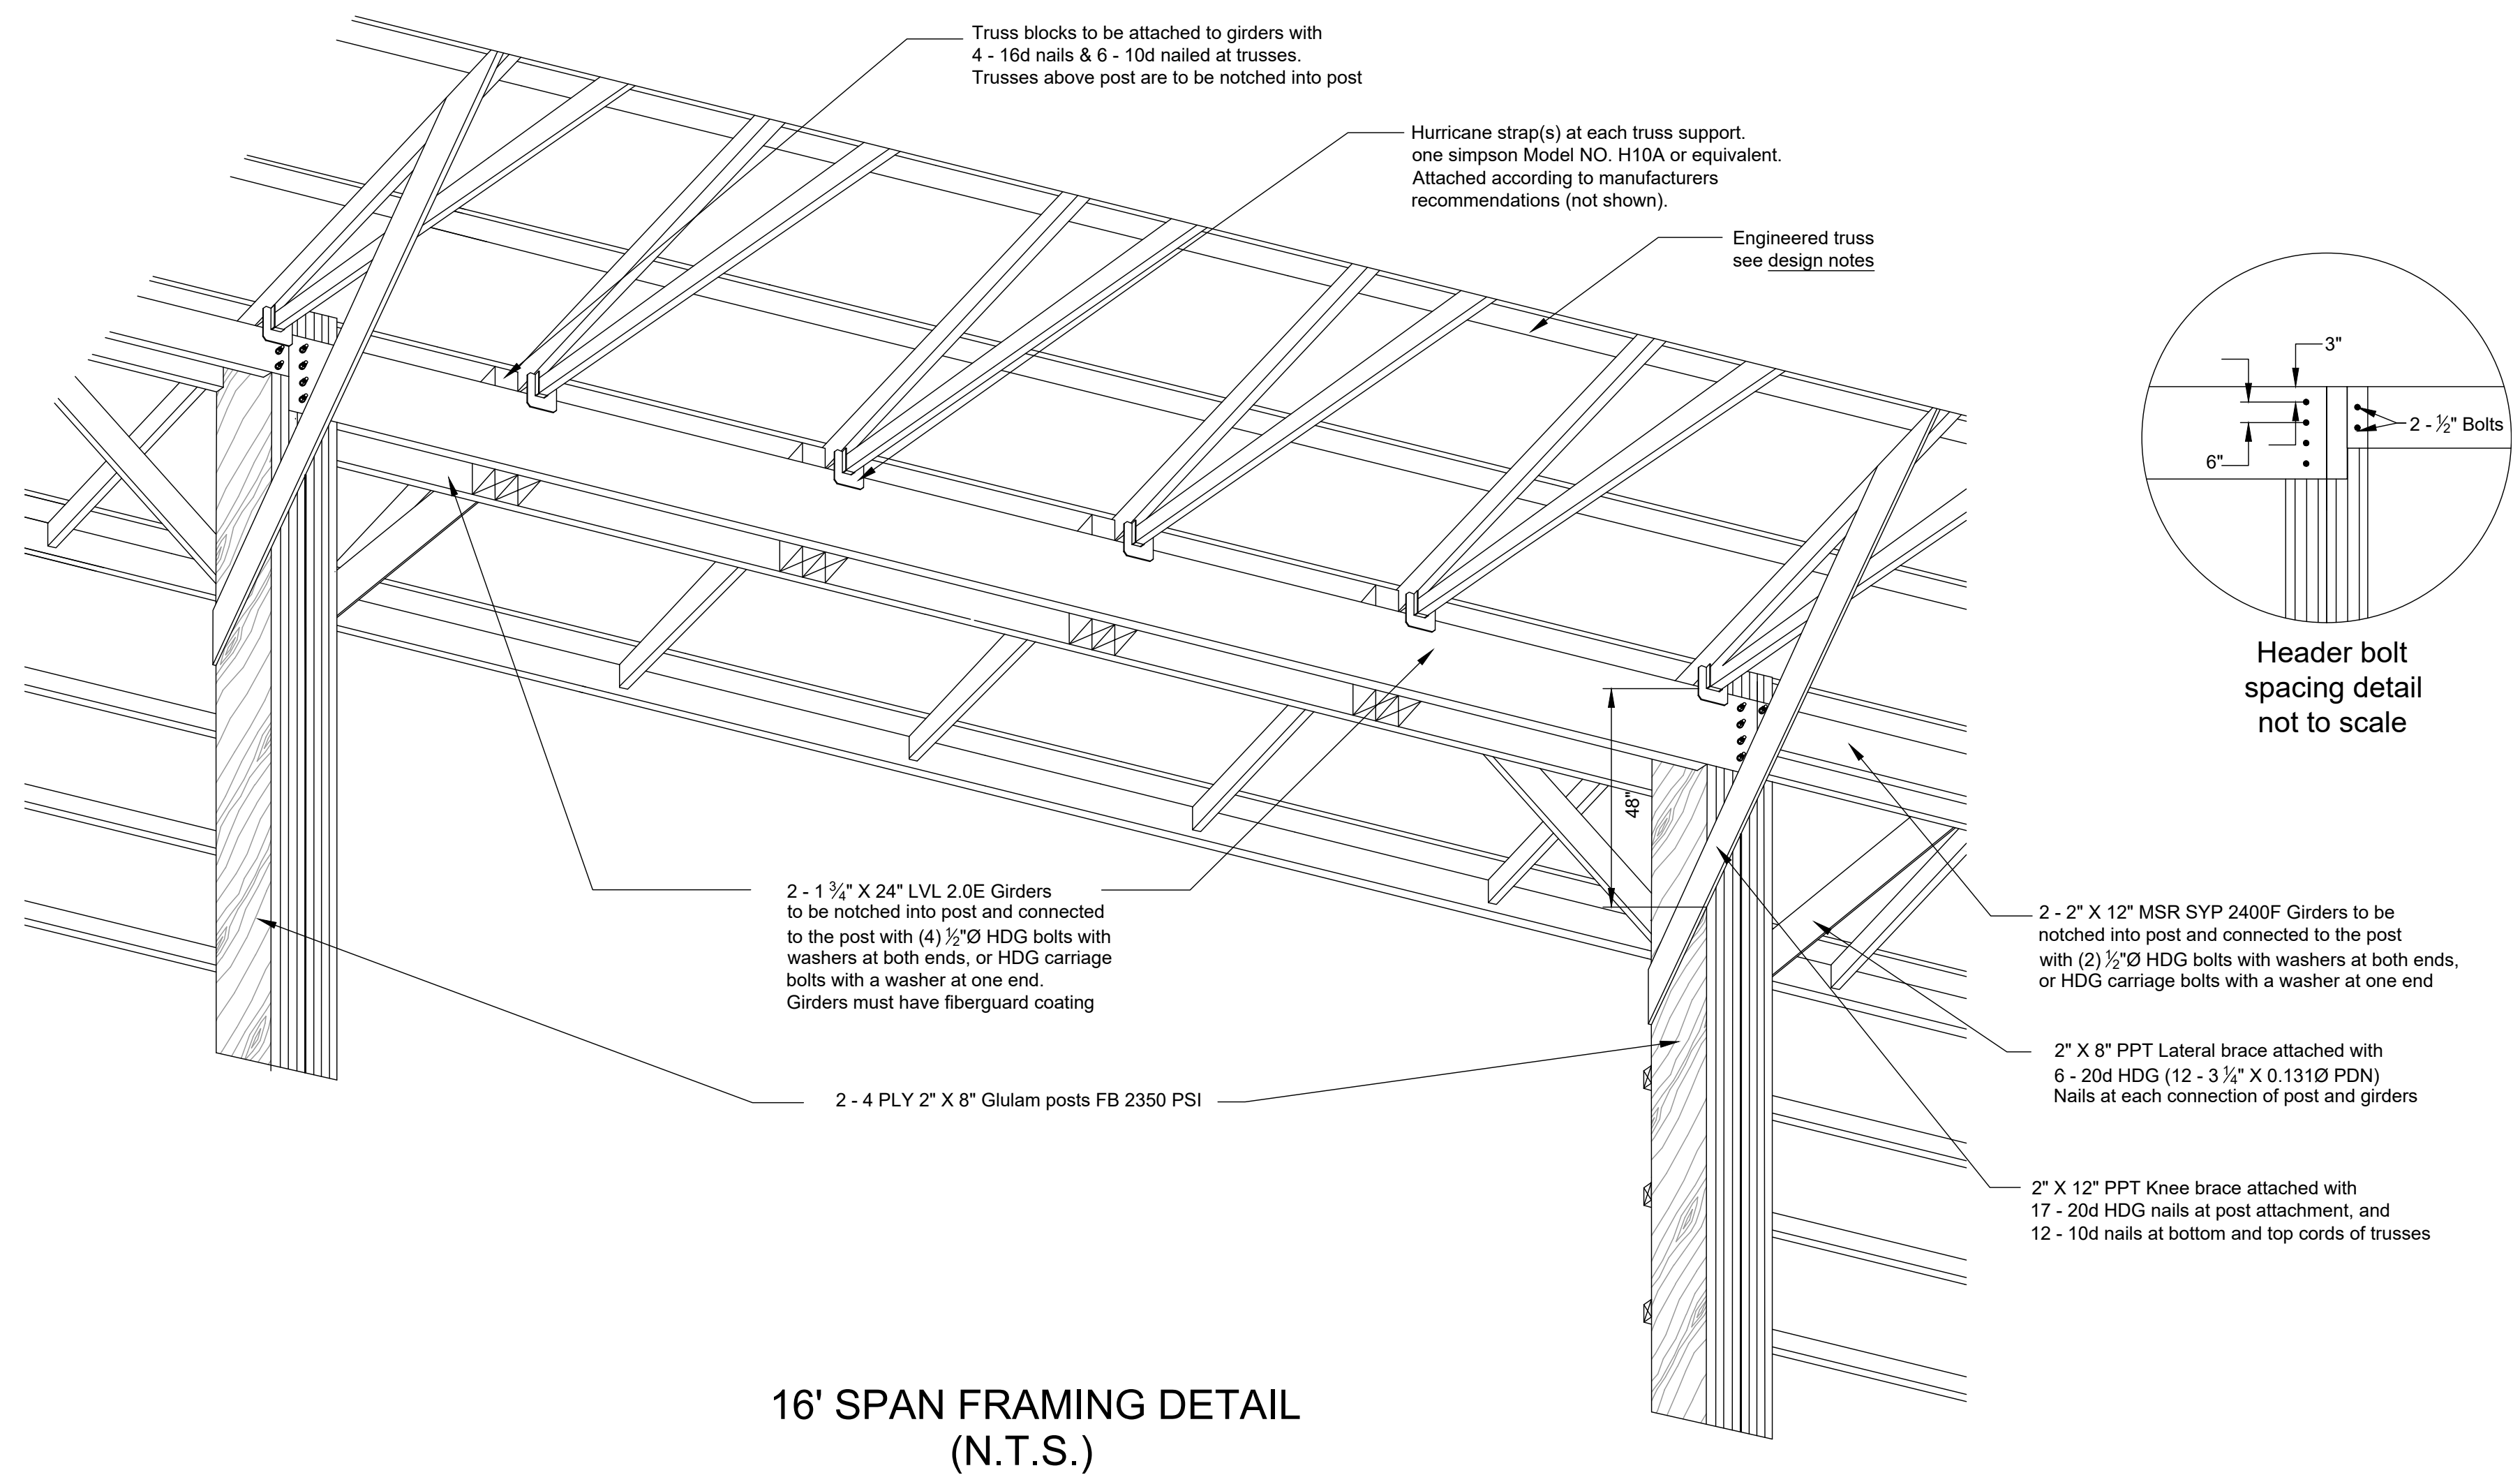 Truss blocks to be attached to girders with
4 - 16d nails & 6 - 10d nailed at trusses.
Trusses above post are to be notched into post
Hurricane strap(s) at each truss support.
one simpson Model NO. H10A or equivalent.
Attached according to manufacturers
recommendations (not shown).
Engineered truss
see design notes
3"
2 - ½" Bolts
6"
Header bolt
spacing detail
not to scale
48"
2 - 1 ¾" X 24" LVL 2.0E Girders
to be notched into post and connected
to the post with (4) ½"Ø HDG bolts with
washers at both ends, or HDG carriage
bolts with a washer at one end.
Girders must have fiberguard coating
2 - 2" X 12" MSR SYP 2400F Girders to be
notched into post and connected to the post
with (2) ½"Ø HDG bolts with washers at both ends,
or HDG carriage bolts with a washer at one end
2" X 8" PPT Lateral brace attached with
6 - 20d HDG (12 - 3 ¼" X 0.131Ø PDN)
Nails at each connection of post and girders
2 - 4 PLY 2" X 8" Glulam posts FB 2350 PSI
2" X 12" PPT Knee brace attached with
17 - 20d HDG nails at post attachment, and
12 - 10d nails at bottom and top cords of trusses
16' SPAN FRAMING DETAIL
(N.T.S.)